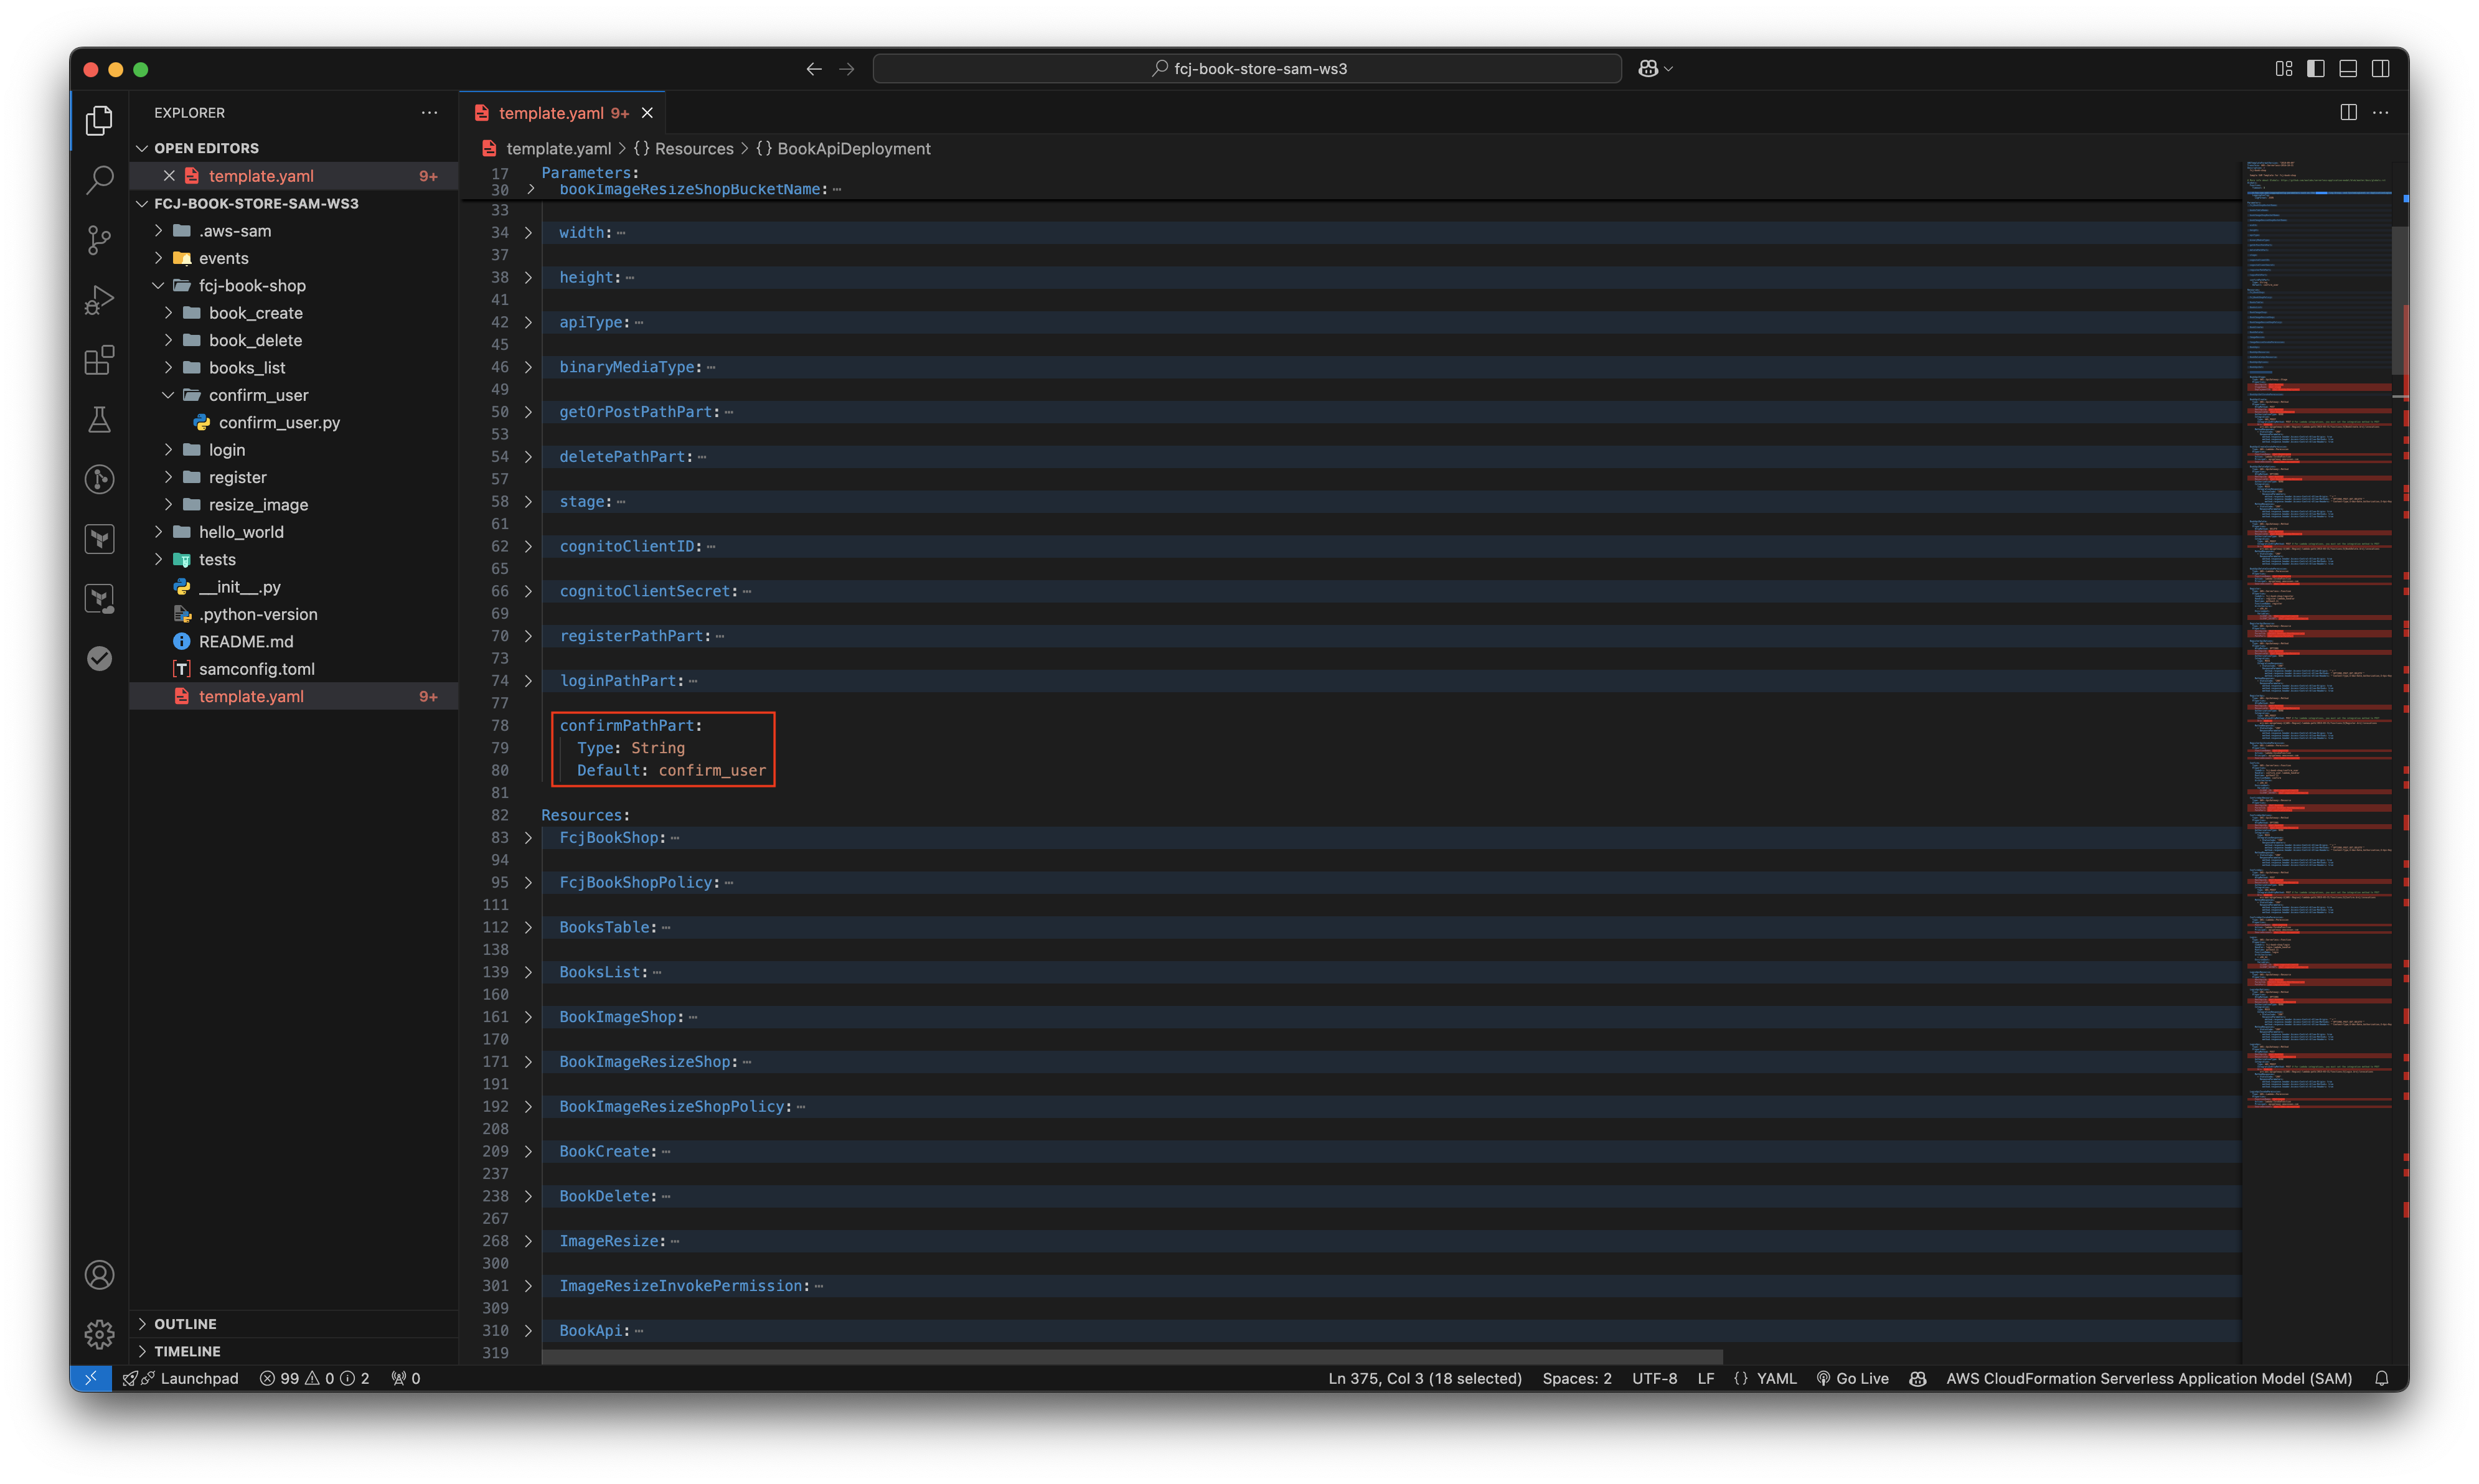 fcj-book-store-sam-ws3
EXPLORER
OPEN EDITORS
template.yaml 9+
FCJ-BOOK-STORE-SAM-WS3
.aws-sam
events
fcj-book-shop
book_create
book_delete
books_list
confirm_user
confirm_user.py
login
register
resize_image
hello_world
tests
__init__.py
.python-version
README.md
samconfig.toml
template.yaml 9+
OUTLINE
TIMELINE
template.yaml 9+
template.yaml > {} Resources > {} BookApiDeployment
17 Parameters:
30 bookImageResizeShopBucketName: ⋯
33
34 width: ⋯
37
38 height: ⋯
41
42 apiType: ⋯
45
46 binaryMediaType: ⋯
49
50 getOrPostPathPart: ⋯
53
54 deletePathPart: ⋯
57
58 stage: ⋯
61
62 cognitoClientID: ⋯
65
66 cognitoClientSecret: ⋯
69
70 registerPathPart: ⋯
73
74 loginPathPart: ⋯
77
78 confirmPathPart:
79 Type: String
80 Default: confirm_user
81
82 Resources:
83 FcjBookShop: ⋯
94
95 FcjBookShopPolicy: ⋯
111
112 BooksTable: ⋯
138
139 BooksList: ⋯
160
161 BookImageShop: ⋯
170
171 BookImageResizeShop: ⋯
191
192 BookImageResizeShopPolicy: ⋯
208
209 BookCreate: ⋯
237
238 BookDelete: ⋯
267
268 ImageResize: ⋯
300
301 ImageResizeInvokePermission: ⋯
309
310 BookApi: ⋯
319
Launchpad 99 0 2 0 Ln 375, Col 3 (18 selected) Spaces: 2 UTF-8 LF {} YAML Go Live AWS CloudFormation Serverless Application Model (SAM)